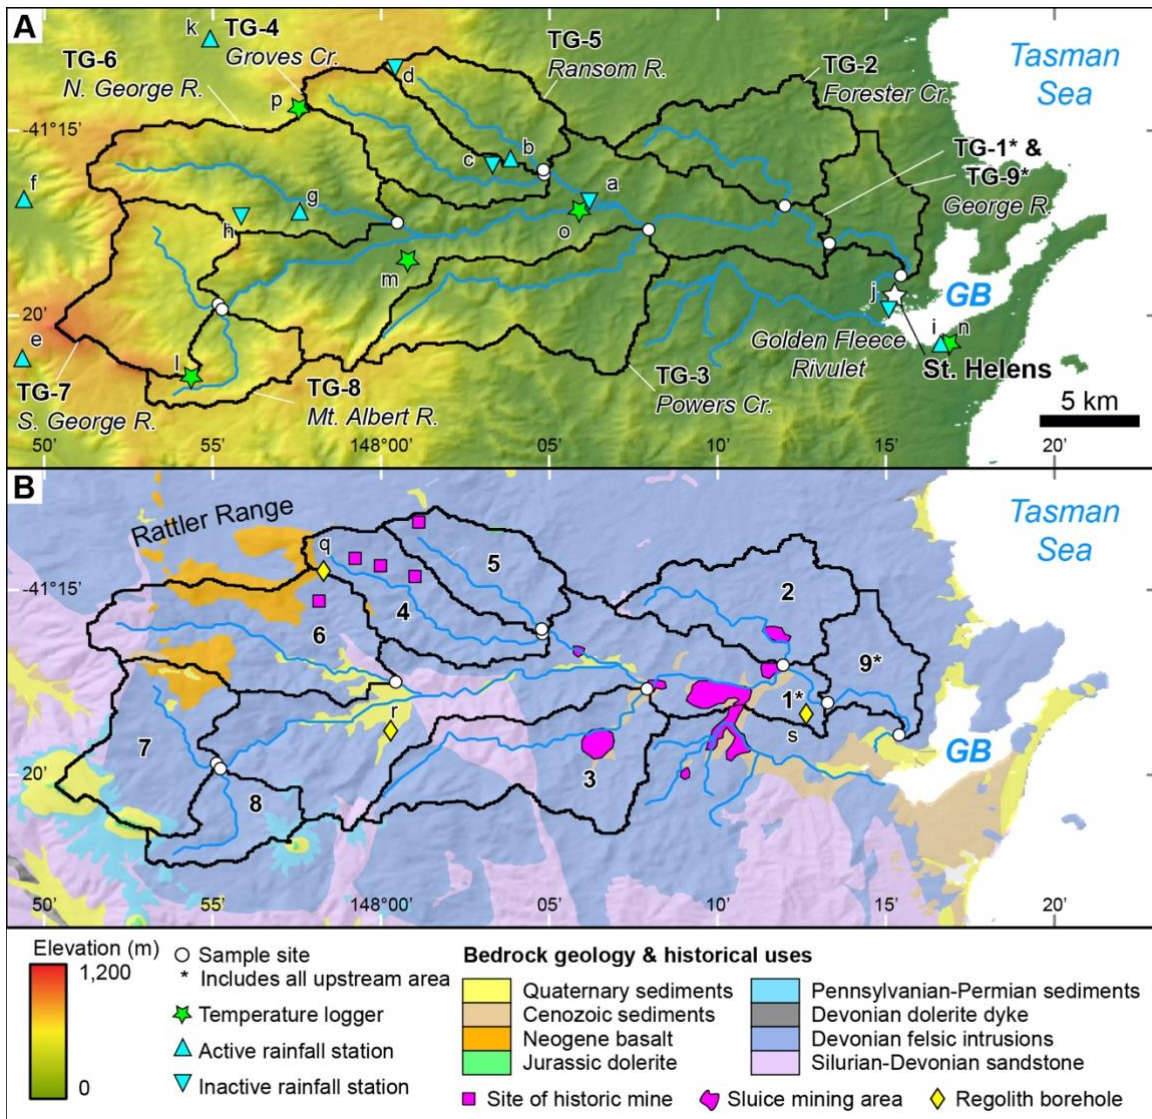 A
k
TG-4
Groves Cr.
TG-5
Ransom R.
TG-6
N. George R.
TG-2
Forester Cr.
Tasman
Sea
d
p
-41°15'
c
b
TG-1* &
TG-9*
George R.
f
g
a
h
o
m
j
GB
20'
e
l
i
n
Golden Fleece
Rivulet
St. Helens
TG-7
S. George R.
TG-8
Mt. Albert R.
TG-3
Powers Cr.
5 km
50'
55'
148°00'
05'
10'
15'
20'
B
Rattler Range
Tasman
Sea
q
5
-41°15'
4
2
6
9*
r
1*
s
7
GB
20'
3
8
50'
55'
148°00'
05'
10'
15'
20'
Elevation (m)
1,200
0
Sample site
* Includes all upstream area
Temperature logger
Active rainfall station
Inactive rainfall station
Bedrock geology & historical uses
Quaternary sediments
Cenozoic sediments
Neogene basalt
Jurassic dolerite
Pennsylvanian-Permian sediments
Devonian dolerite dyke
Devonian felsic intrusions
Silurian-Devonian sandstone
Site of historic mine
Sluice mining area
Regolith borehole